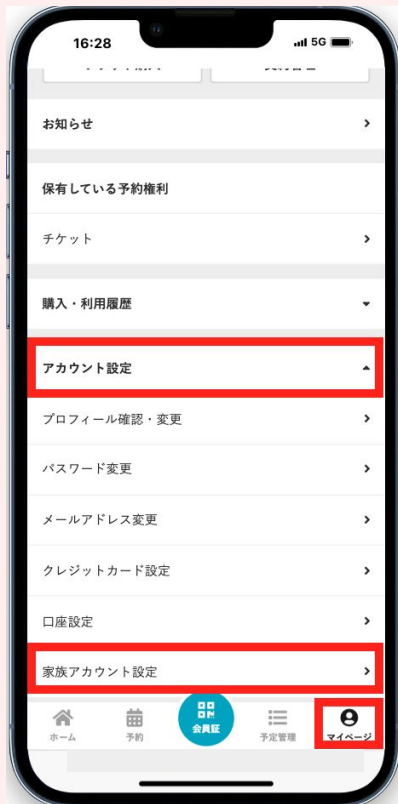 16:28
5G
お知らせ
保有している予約権利
チケット
購入・利用履歴
アカウント設定
プロフィール確認・変更
パスワード変更
メールアドレス変更
クレジットカード設定
口座設定
家族アカウント設定
ホーム
予約
会員証
予定管理
マイページ